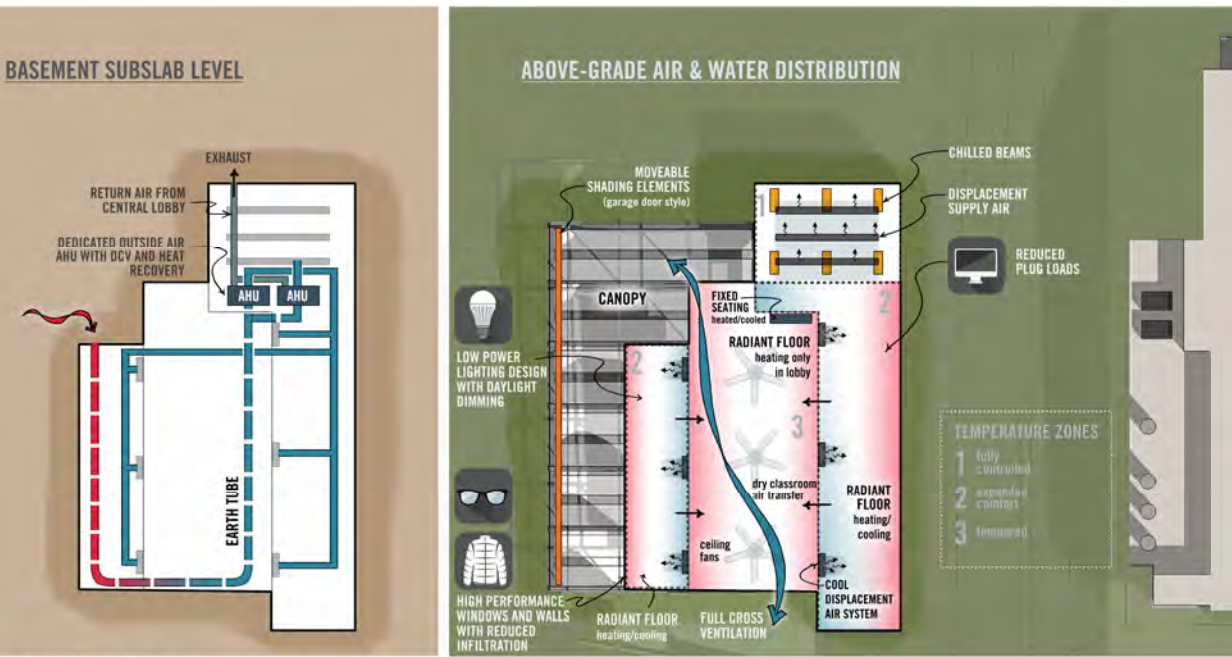 BASEMENT SUBSLAB LEVEL
EXHAUST
RETURN AIR FROM
CENTRAL LOBBY
DEDICATED OUTSIDE AIR
AHU WITH DCV AND HEAT
RECOVERY
AHU
AHU
EARTH TUBE
ABOVE-GRADE AIR & WATER DISTRIBUTION
MOVEABLE
SHADING ELEMENTS
(garage door style)
CHILLED BEAMS
DISPLACEMENT
SUPPLY AIR
REDUCED
PLUG LOADS
1
CANOPY
FIXED
SEATING
heated/cooled
2
RADIANT FLOOR
heating only
in lobby
LOW POWER
LIGHTING DESIGN
WITH DAYLIGHT
DIMMING
2
3
dry classroom
air transfer
RADIANT
FLOOR
heating/
cooling
ceiling
fans
COOL
DISPLACEMENT
AIR SYSTEM
HIGH PERFORMANCE
WINDOWS AND WALLS
WITH REDUCED
INFILTRATION
RADIANT FLOOR
heating/cooling
FULL CROSS
VENTILATION
TEMPERATURE ZONES
1 fully
controlled
2 expanded
comfort
3 tempered